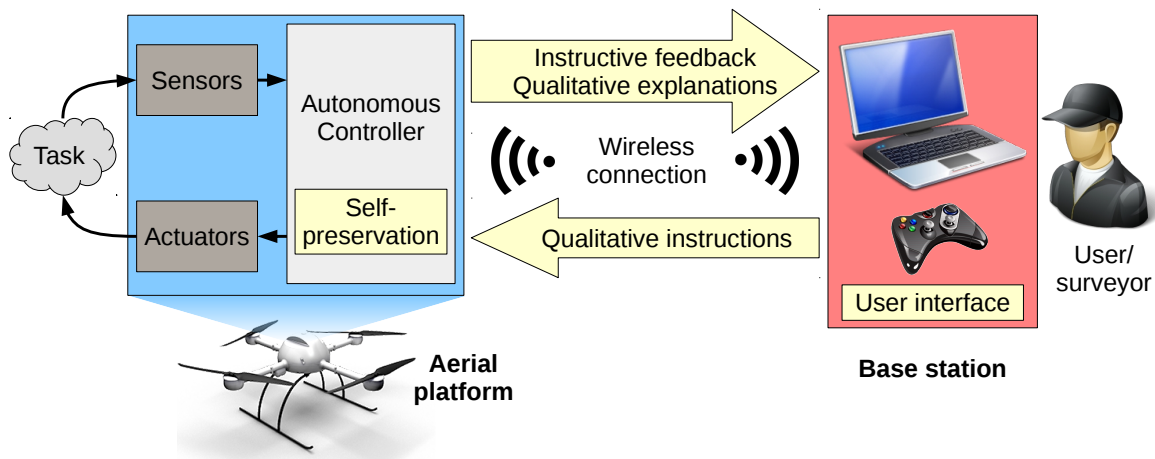 Sensors
Task
Actuators
Autonomous
Controller
Self-
preservation
Instructive feedback
Qualitative explanations
Wireless
connection
Qualitative instructions
User interface
User/
surveyor
Aerial
platform
Base station